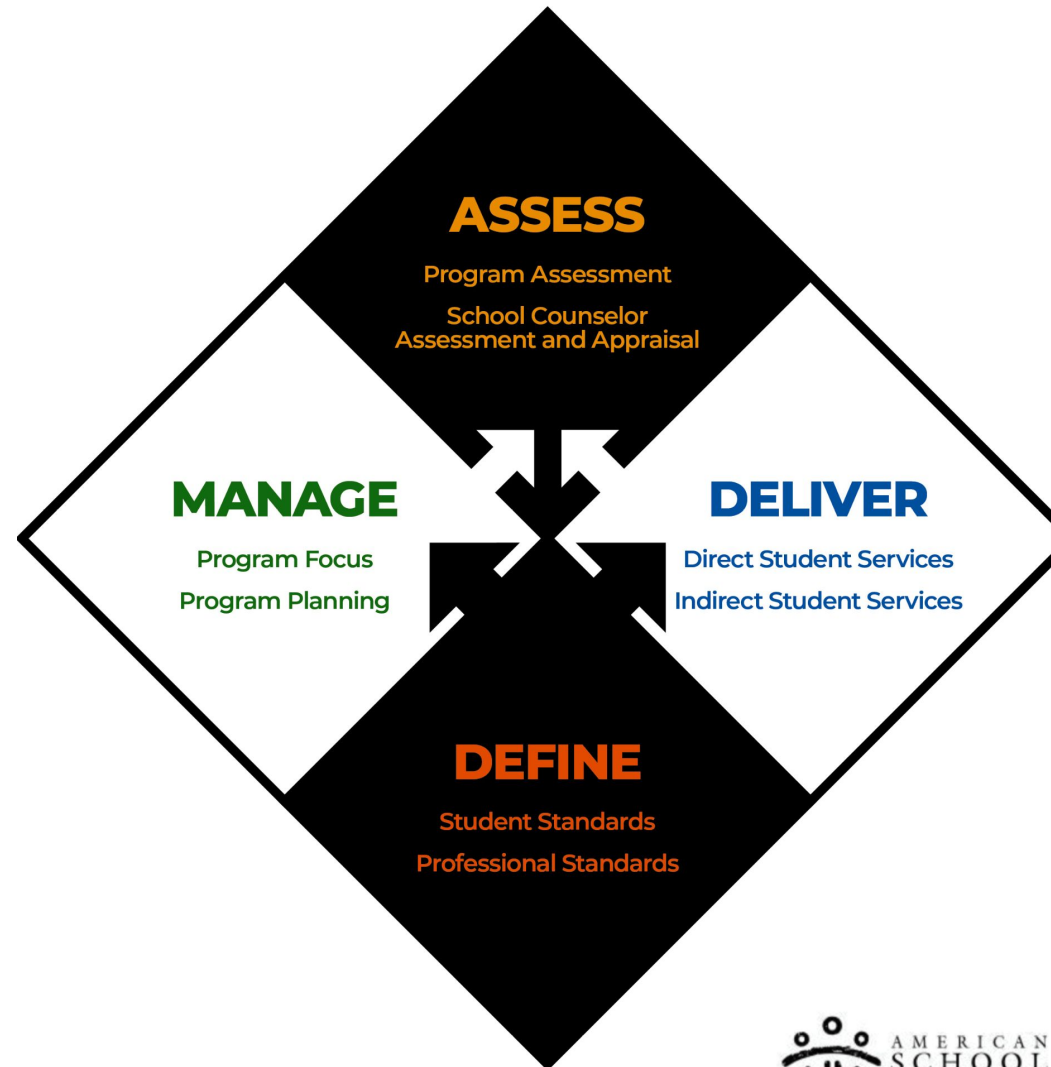 ASSESS
Program Assessment
School Counselor
Assessment and Appraisal
MANAGE
Program Focus
Program Planning
DELIVER
Direct Student Services
Indirect Student Services
DEFINE
Student Standards
Professional Standards
AMERICAN
SCHOOL